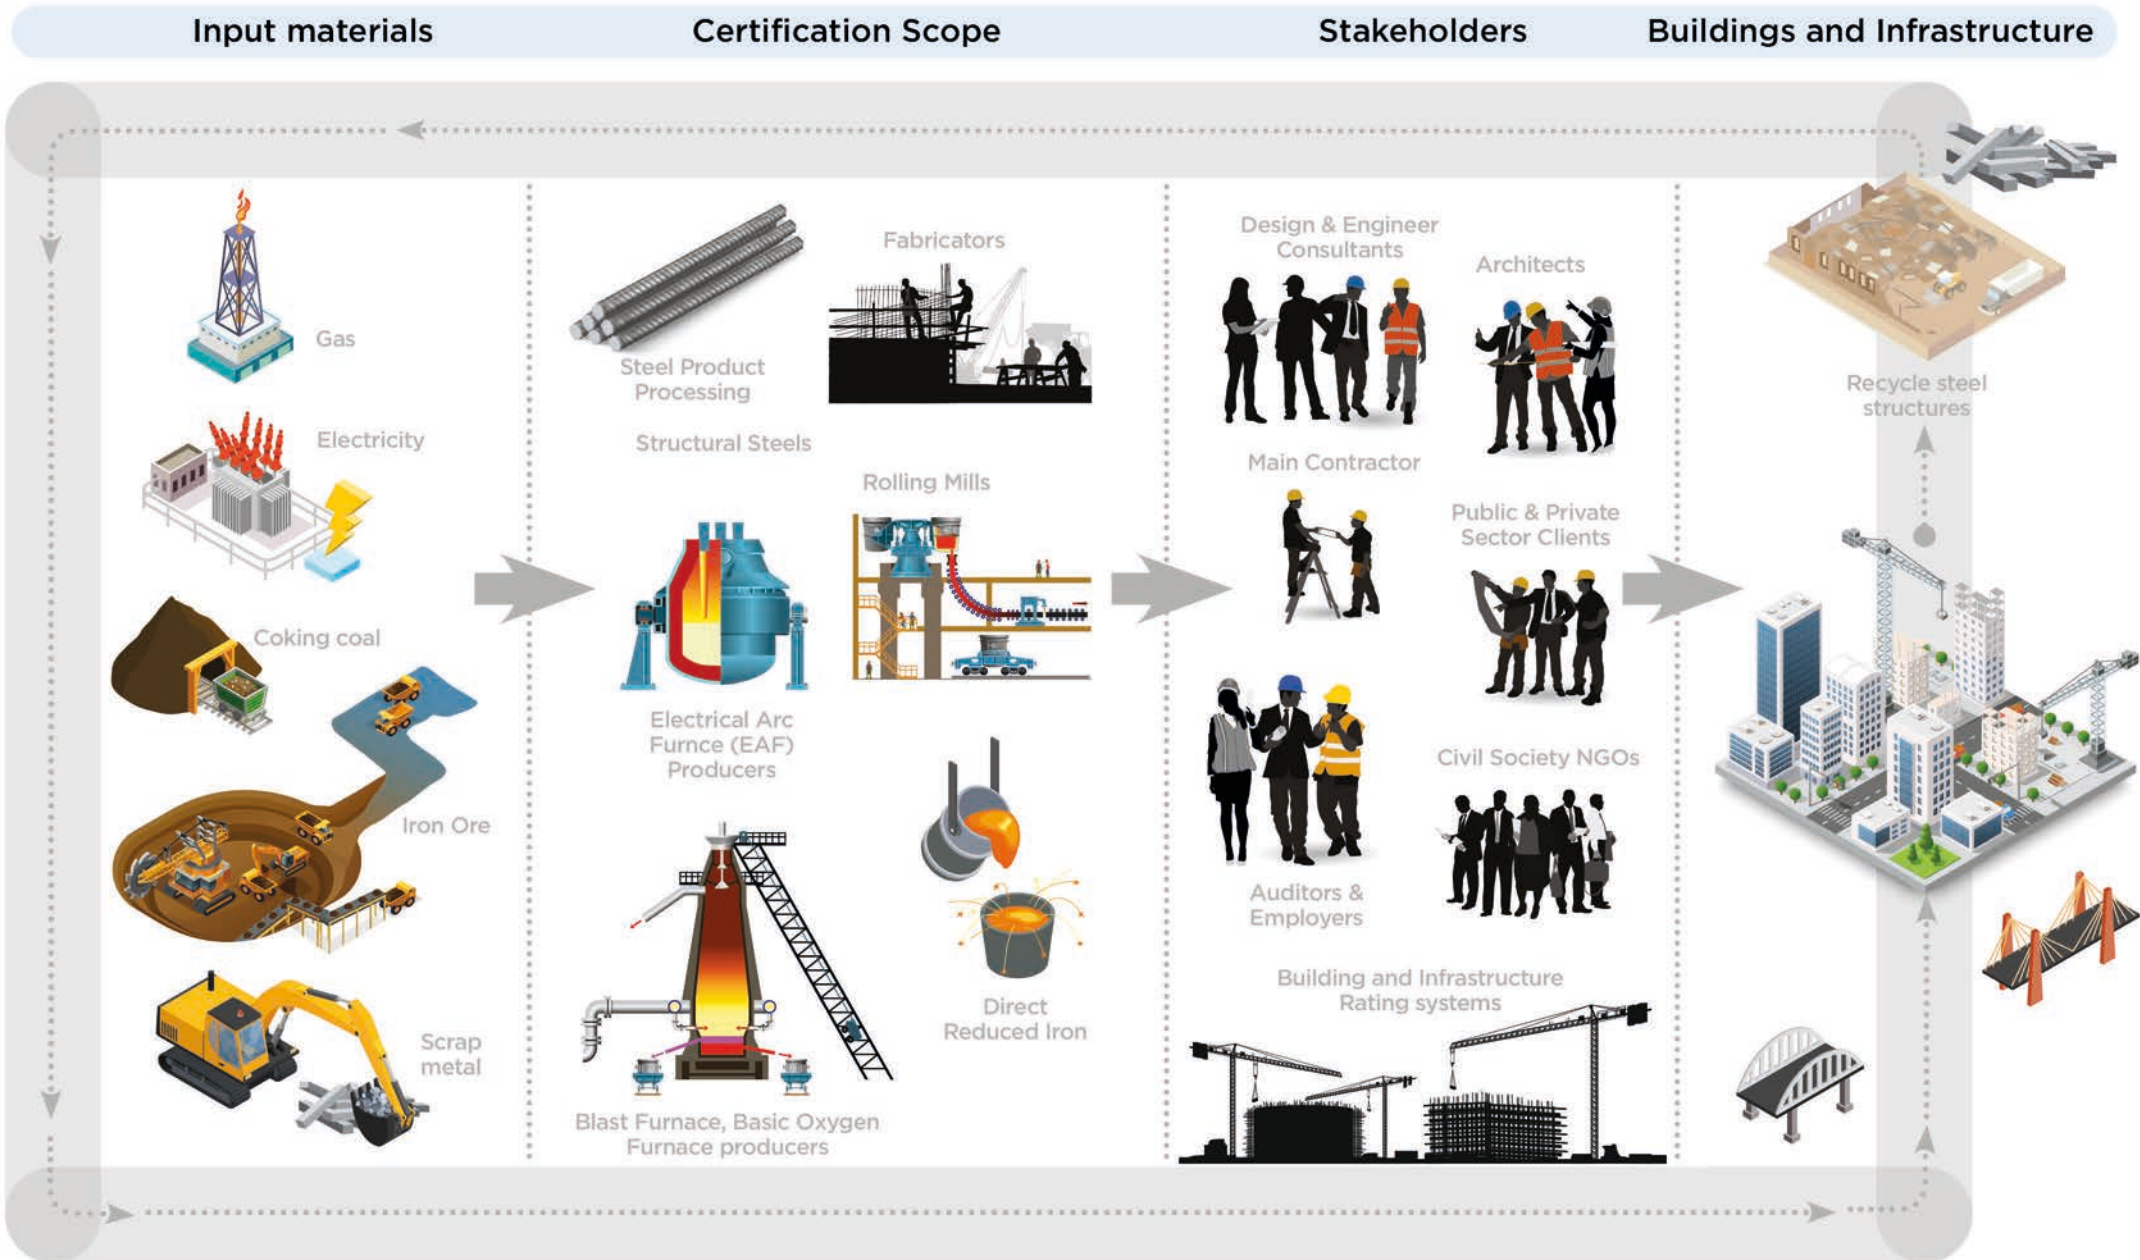 Input materials
Certification Scope
Stakeholders
Buildings and Infrastructure
Gas
Electricity
Coking coal
Iron Ore
Scrap
metal
Steel Product
Processing
Fabricators
Structural Steels
Rolling Mills
Electrical Arc
Furnce (EAF)
Producers
Direct
Reduced Iron
Blast Furnace, Basic Oxygen
Furnace producers
Design & Engineer
Consultants
Architects
Main Contractor
Public & Private
Sector Clients
Civil Society NGOs
Auditors &
Employers
Building and Infrastructure
Rating systems
Recycle steel
structures